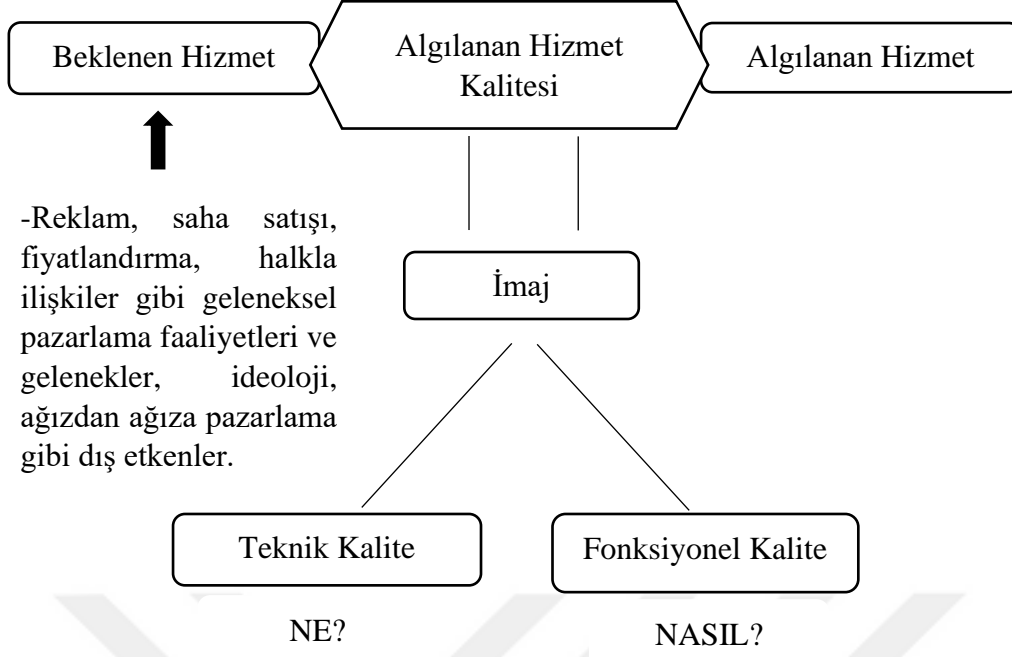 Beklenen Hizmet
Algılanan Hizmet
Kalitesi
Algılanan Hizmet
-Reklam, saha satışı,
fiyatlandırma, halkla
ilişkiler gibi geleneksel
pazarlama faaliyetleri ve
gelenekler, ideoloji,
ağızdan ağıza pazarlama
gibi dış etkenler.
İmaj
Teknik Kalite
Fonksiyonel Kalite
NE?
NASIL?